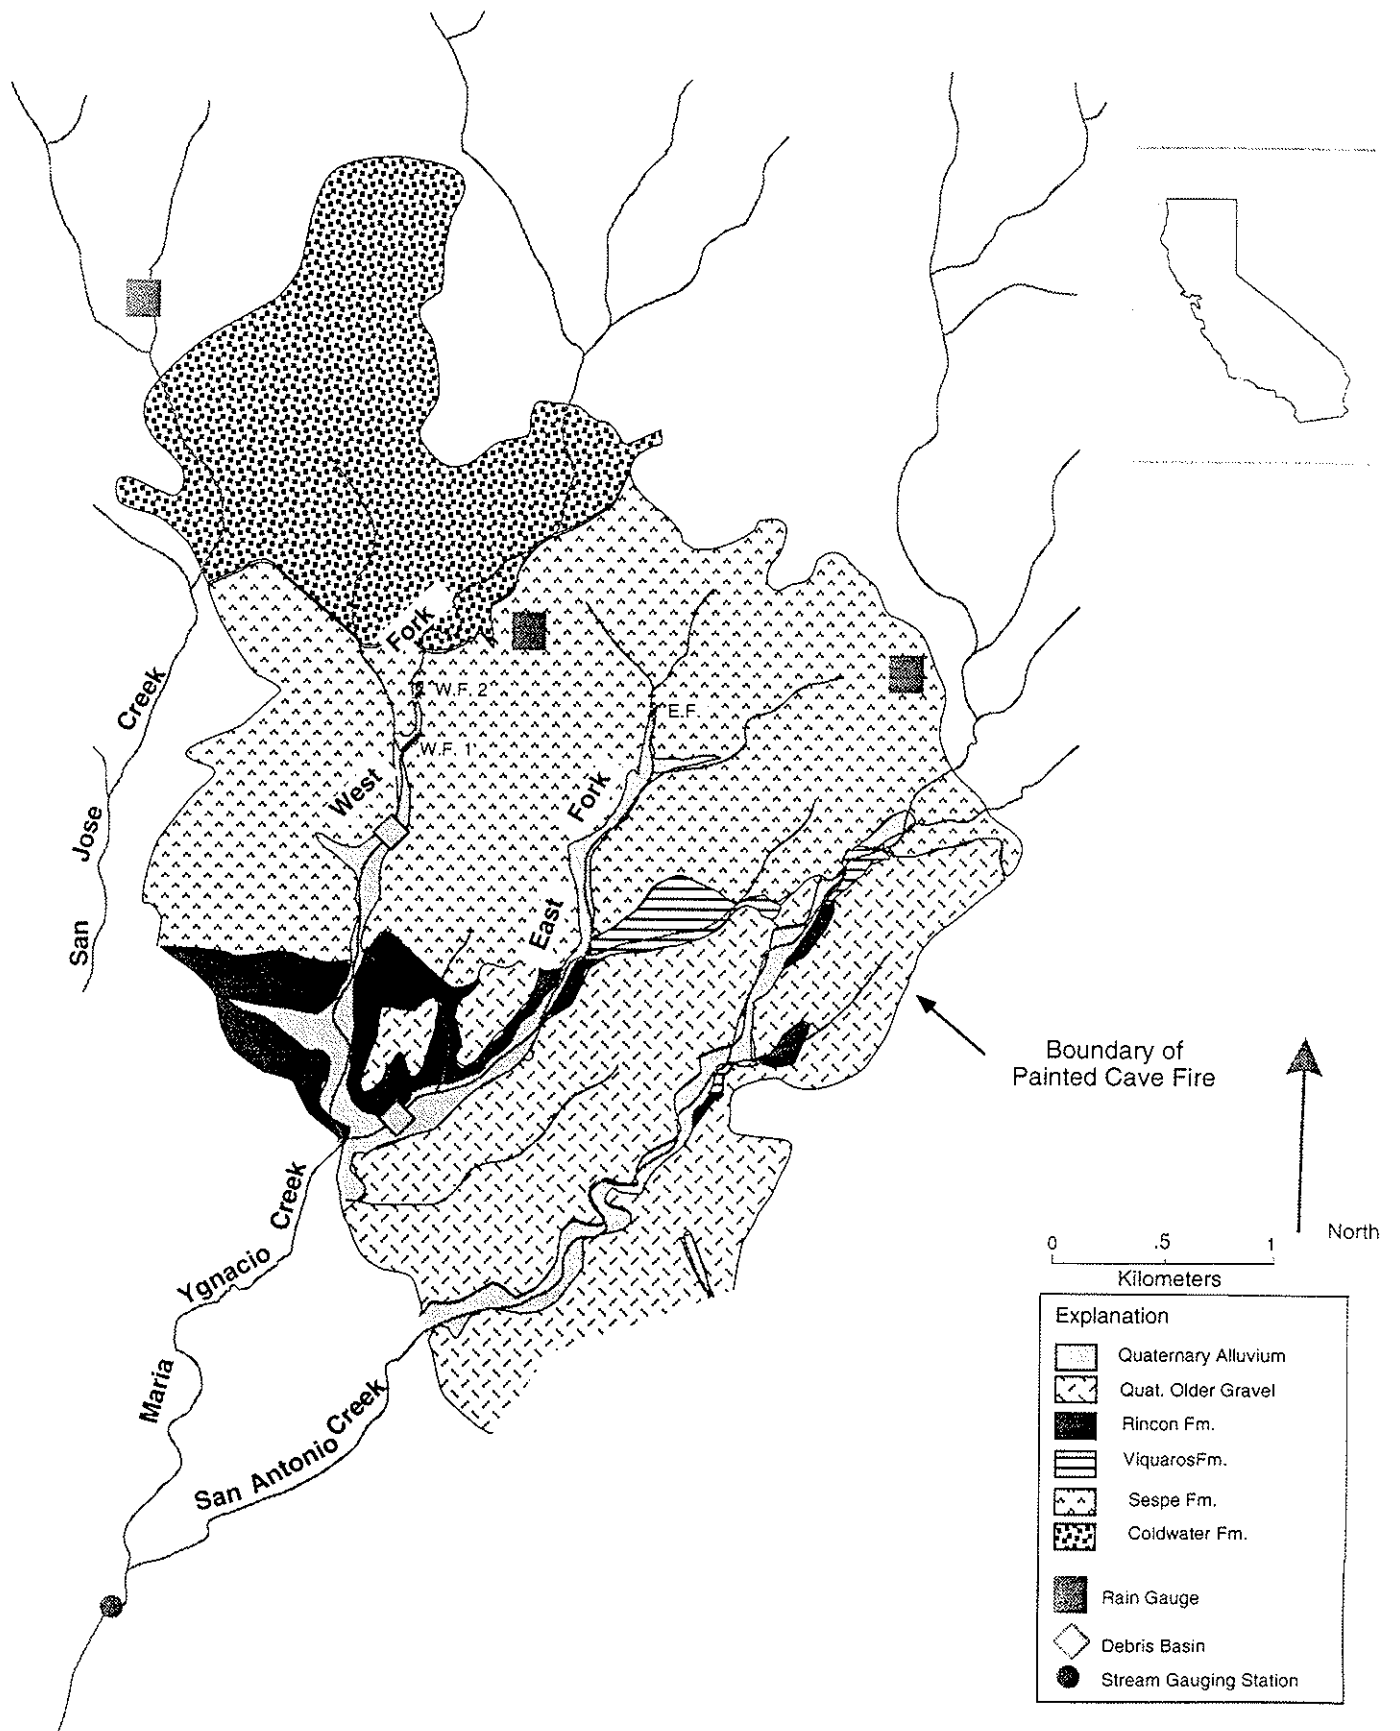 Fork
W.F. 2
E.F.
Creek
W.F. 1
West
Fork
Jose
San
East
Boundary of
Painted Cave Fire
Creek
North
0 .5 1
Kilometers
Ygnacio
Explanation
Quaternary Alluvium
Maria
Creek
Quat. Older Gravel
Rincon Fm.
San Antonio
ViquarosFm.
Sespe Fm.
Coldwater Fm.
Rain Gauge
Debris Basin
Stream Gauging Station